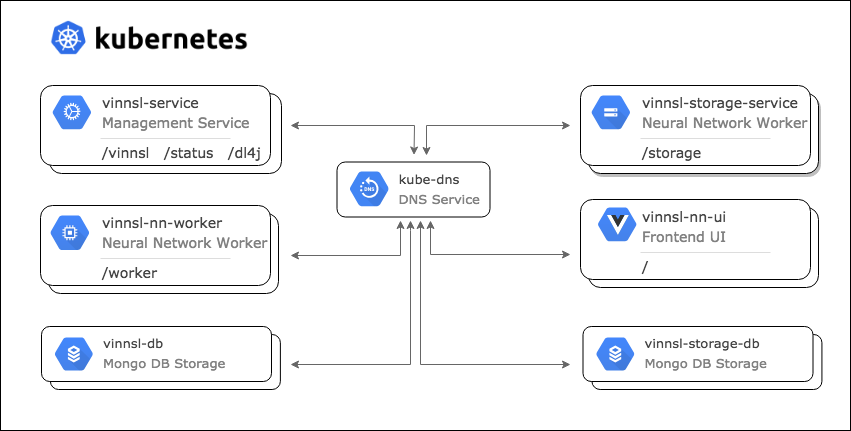 kubernetes
vinnsl-service
Management Service
/vinnsl /status /dl4j
vinnsl-storage-service
Neural Network Worker
/storage
kube-dns
DNS Service
DNS
vinnsl-nn-worker
Neural Network Worker
/worker
vinnsl-nn-ui
Frontend UI
/
vinnsl-db
Mongo DB Storage
vinnsl-storage-db
Mongo DB Storage